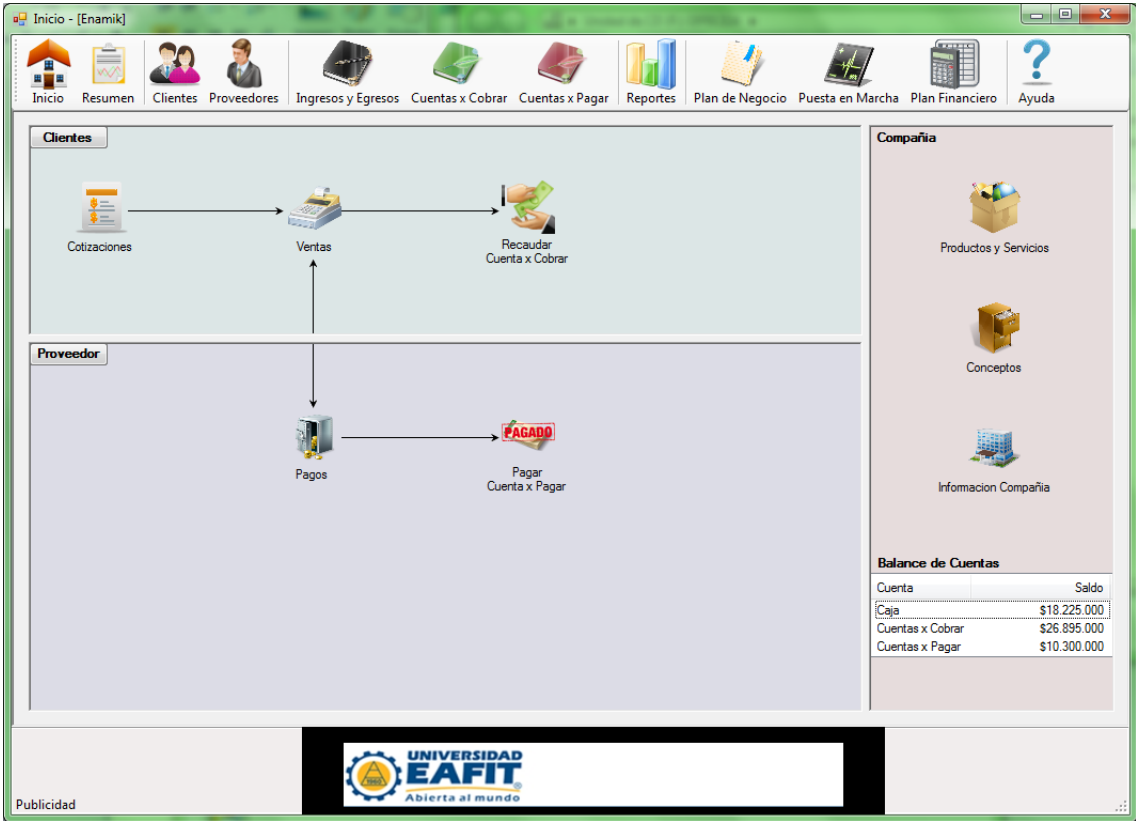 Inicio - [Enamik]
Inicio
Resumen
Clientes
Proveedores
Ingresos y Egresos
Cuentas x Cobrar
Cuentas x Pagar
Reportes
Plan de Negocio
Puesta en Marcha
Plan Financiero
Ayuda
Clientes
Cotizaciones
Ventas
Recaudar
Cuenta x Cobrar
Proveedor
Pagos
PAGADO
Pagar
Cuenta x Pagar
Compañia
Productos y Servicios
Conceptos
Informacion Compañia
Balance de Cuentas
Cuenta Saldo
Caja $18.225.000
Cuentas x Cobrar $26.895.000
Cuentas x Pagar $10.300.000
Publicidad
UNIVERSIDAD
EAFIT
Abierta al mundo
1960